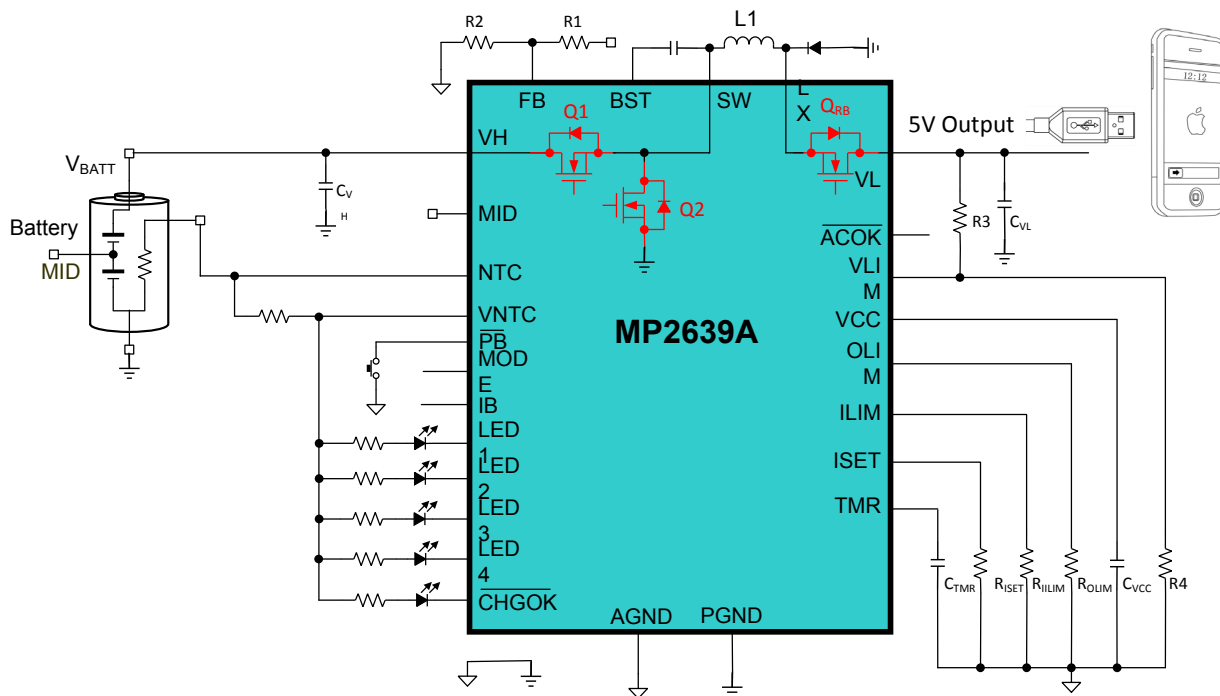 R2
R1
L1
12:12
FB
BST
SW
L
X
Q1
QRB
5V Output
VH
VBATT
VL
CV
H
Q2
MID
R3
CVL
Battery
ACOK
MID
NTC
VLI
M
VNTC
MP2639A
VCC
PB
MOD
E
OLI
M
IB
ILIM
LED
1
LED
2
ISET
LED
3
TMR
LED
4
CTMR
RISET
RIILIM
ROLIM
CVCC
R4
CHGOK
AGND
PGND